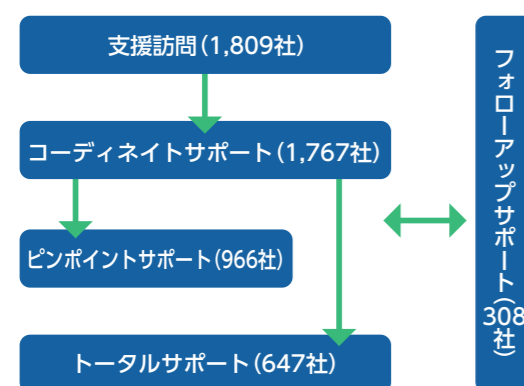 支援訪問(1,809社)
コーディネイトサポート(1,767社)
ピンポイントサポート(966社)
トータルサポート(647社)
フォローアップサポート(308社)